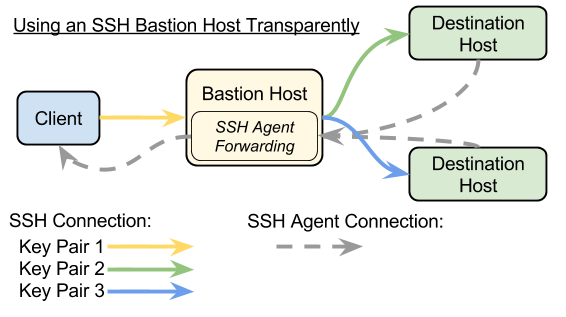 Using an SSH Bastion Host Transparently
Destination
Host
Bastion Host
Client
SSH Agent
Forwarding
Destination
Host
SSH Connection:
Key Pair 1
Key Pair 2
Key Pair 3
SSH Agent Connection: